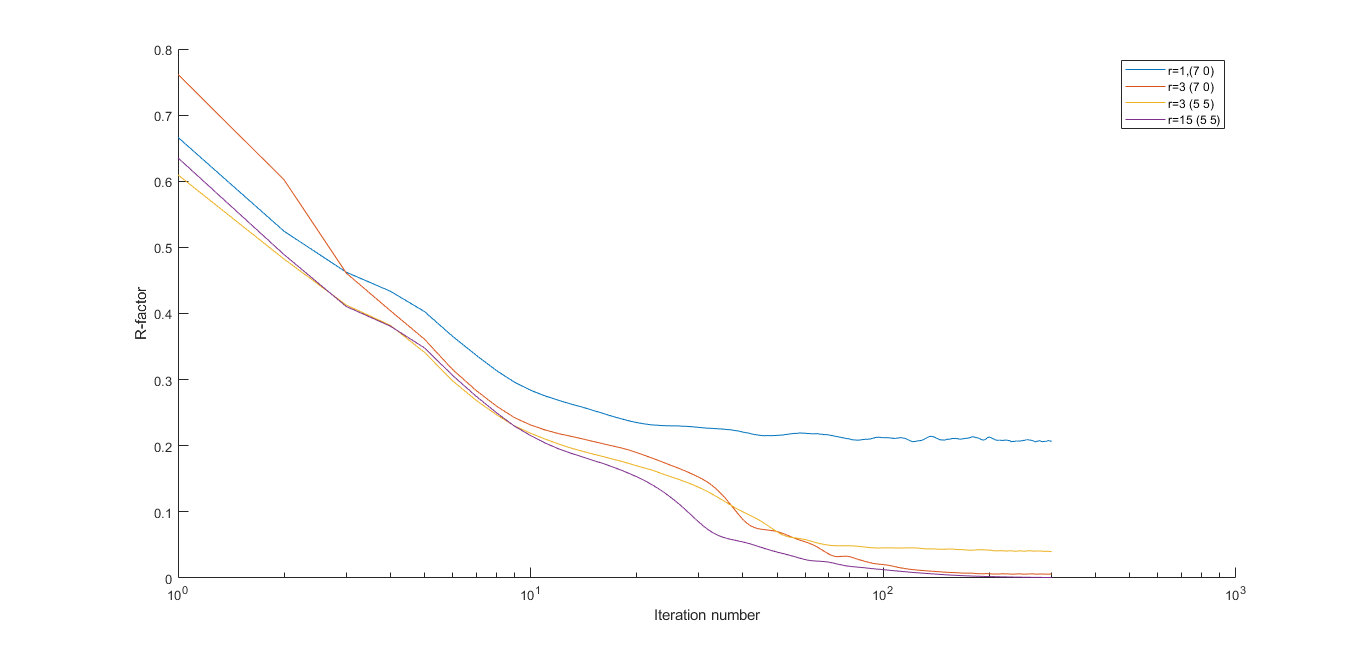 0.8
0.7
0.6
0.5
0.4
0.3
0.2
0.1
0
R-factor
r=1,(7 0)
r=3 (7 0)
r=3 (5 5)
r=15 (5 5)
10^0 10^1 10^2 10^3
Iteration number